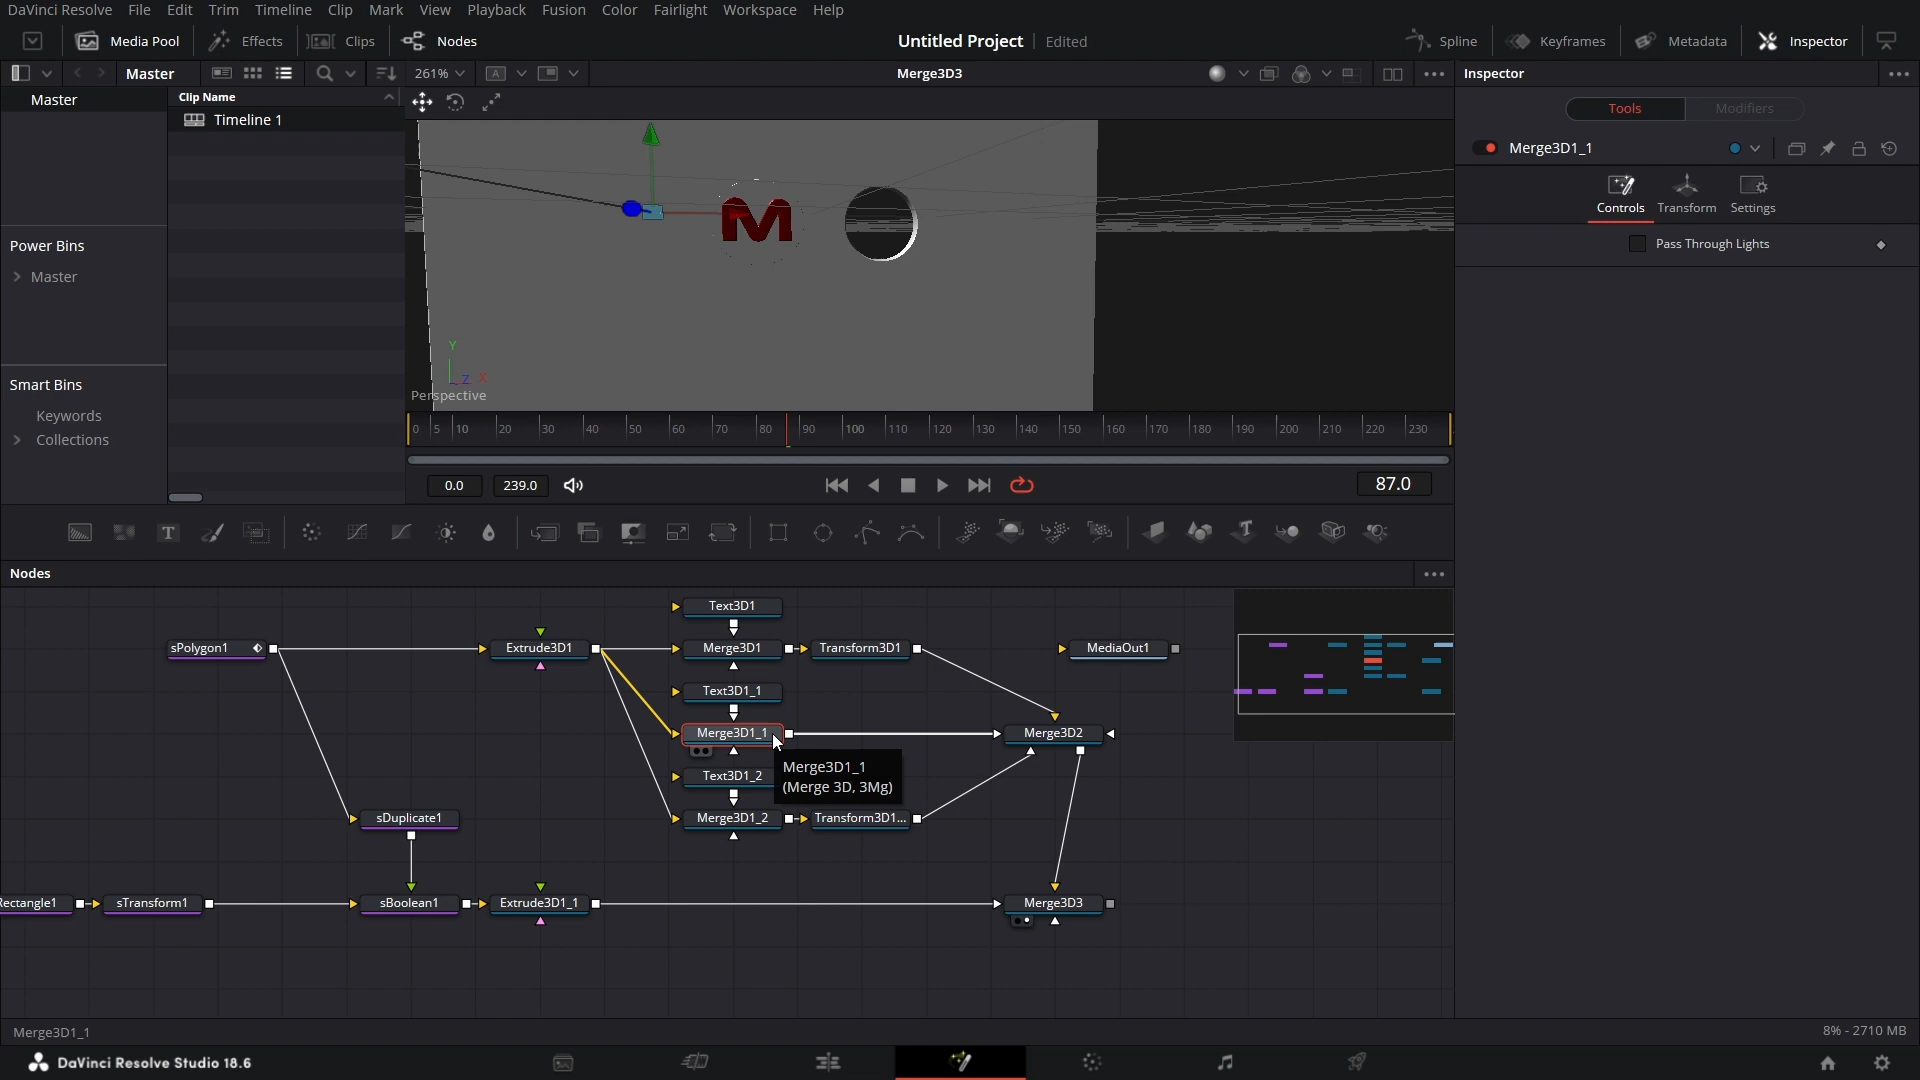 DaVinci Resolve File Edit Trim Timeline Clip Mark View Playback Fusion Color Fairlight Workspace Help
Media Pool Effects Clips Nodes Untitled Project Edited Spline Keyframes Metadata Inspector
Master 261% A Merge3D3 Inspector
Master Clip Name
Timeline 1
Tools Modifiers
Merge3D1_1
Controls Transform Settings
Pass Through Lights
Power Bins
Master
Smart Bins
Keywords
Collections
M
Y
Z X
Perspective
0 5 10 20 30 40 50 60 70 80 90 100 110 120 130 140 150 160 170 180 190 200 210 220 230
0.0 239.0 87.0
T T
Nodes
Text3D1
sPolygon1 Extrude3D1 Merge3D1 Transform3D1 MediaOut1
Text3D1_1
Merge3D1_1 Merge3D2
Merge3D1_1
(Merge 3D, 3Mg)
Text3D1_2
sDuplicate1 Merge3D1_2 Transform3D1...
Rectangle1 sTransform1 sBoolean1 Extrude3D1_1 Merge3D3
Merge3D1_1 8% - 2710 MB
DaVinci Resolve Studio 18.6